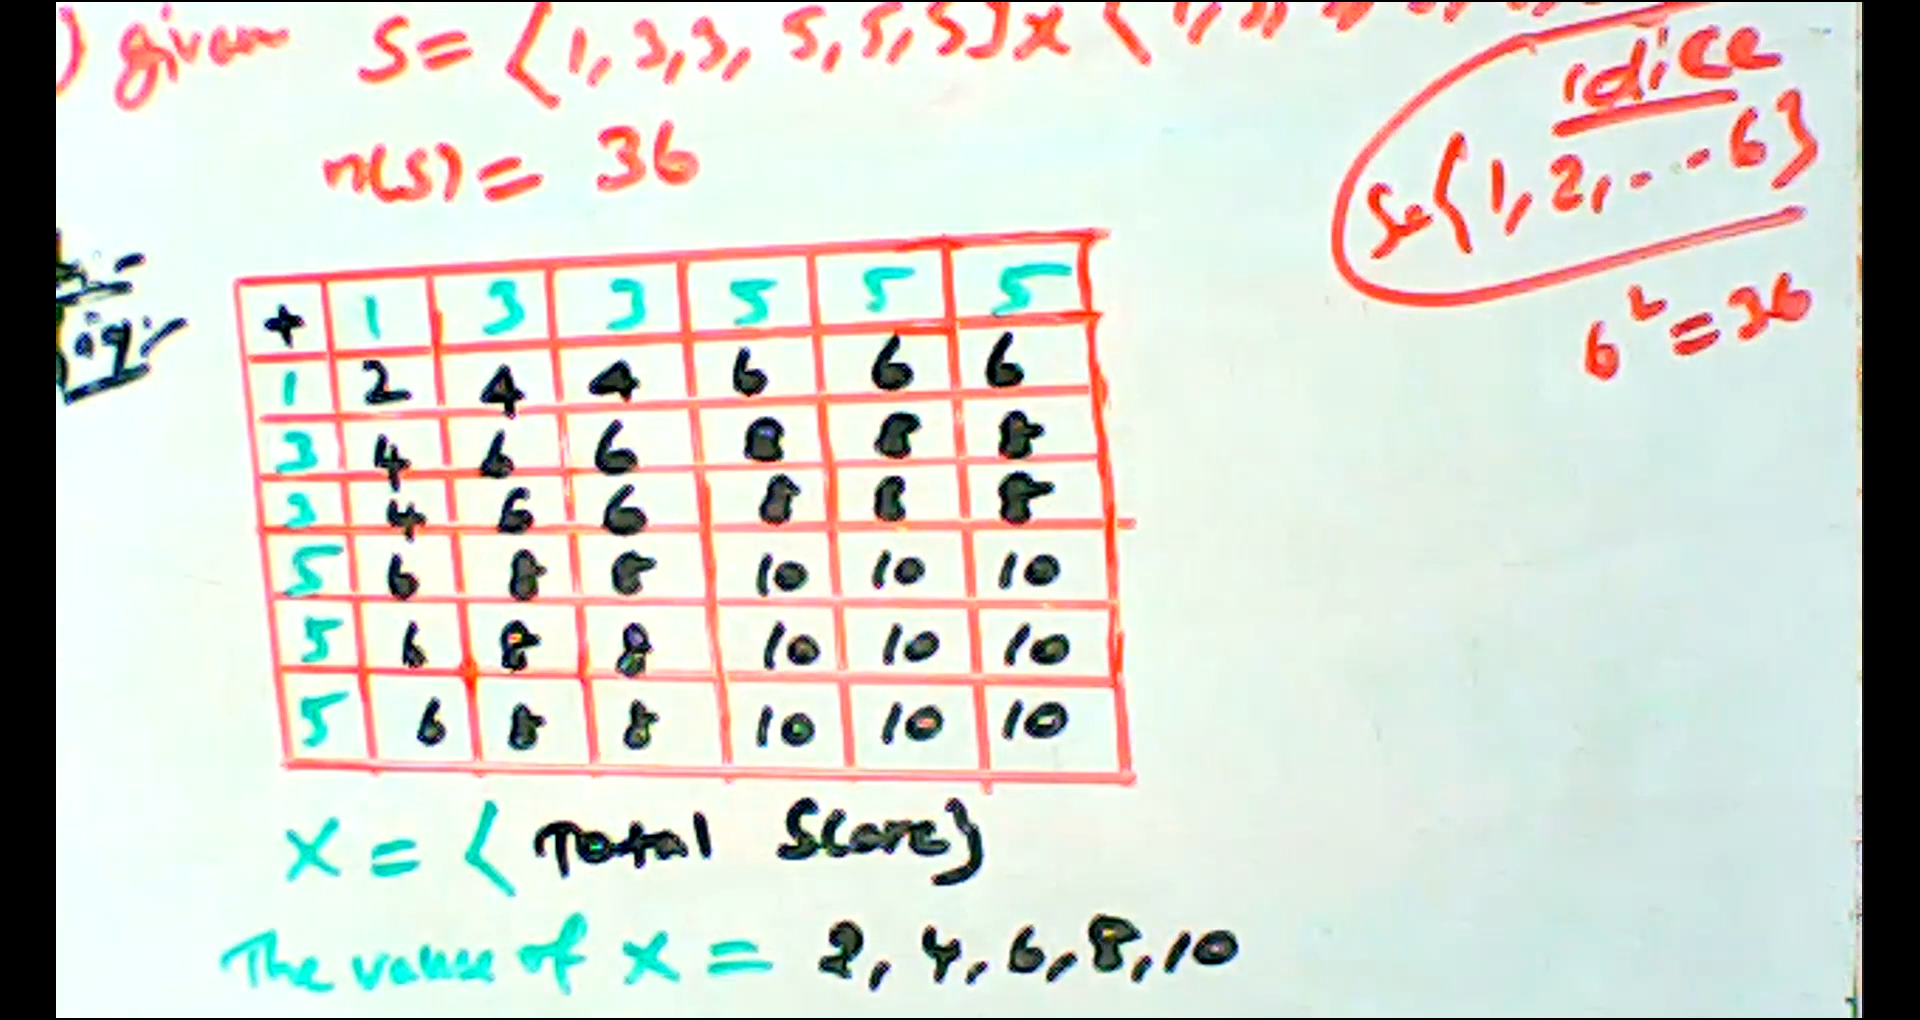 ) given S = { 1, 3, 3, 5, 5, 5 } x {
n(S) = 36
1 dice
S = { 1, 2, ... 6 }
6² = 36
+ 1 3 3 5 5 5
1 2 4 4 6 6 6
3 4 6 6 8 8 8
3 4 6 6 8 8 8
5 6 8 8 10 10 10
5 6 8 8 10 10 10
5 6 8 8 10 10 10
X = { Total Score }
The value of X = 2, 4, 6, 8, 10